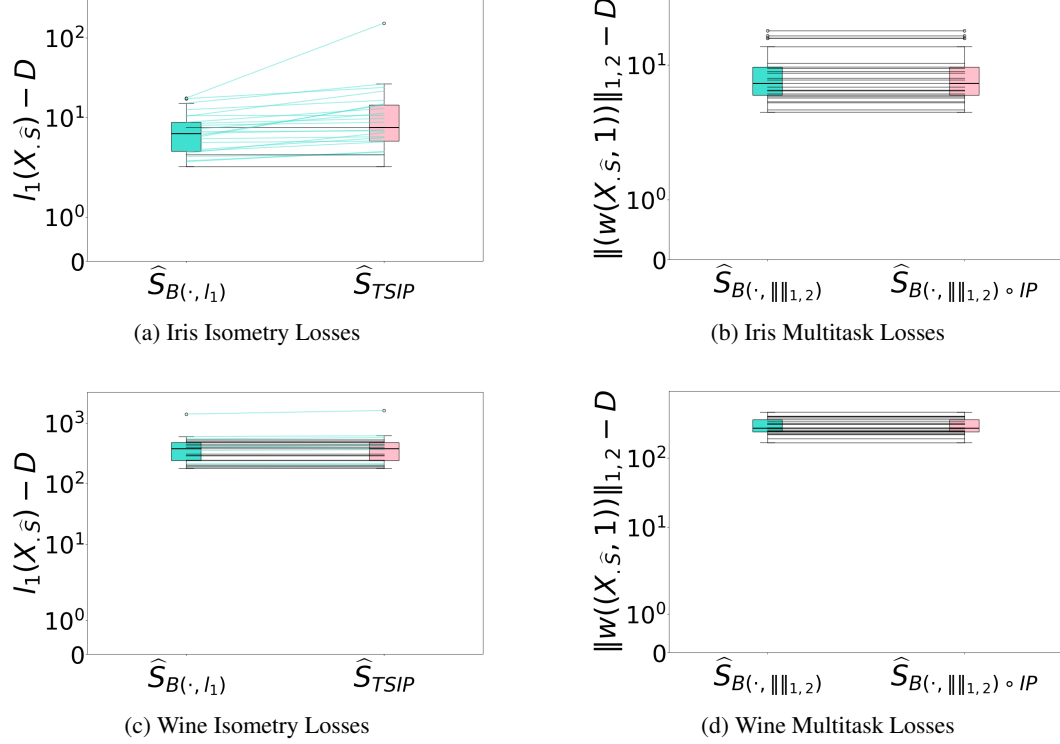 l₁(X.ŝ) − D
10²
10¹
10⁰
0
Ŝ_B(·, l₁)
Ŝ_TSIP
(a) Iris Isometry Losses
‖(w(X.ŝ, 1))‖₁,₂ − D
10¹
10⁰
0
Ŝ_B(·, ‖‖₁,₂)
Ŝ_B(·, ‖‖₁,₂) ∘ IP
(b) Iris Multitask Losses
l₁(X.ŝ) − D
10³
10²
10¹
10⁰
0
Ŝ_B(·, l₁)
Ŝ_TSIP
(c) Wine Isometry Losses
‖w((X.ŝ, 1))‖₁,₂ − D
10²
10¹
10⁰
0
Ŝ_B(·, ‖‖₁,₂)
Ŝ_B(·, ‖‖₁,₂) ∘ IP
(d) Wine Multitask Losses